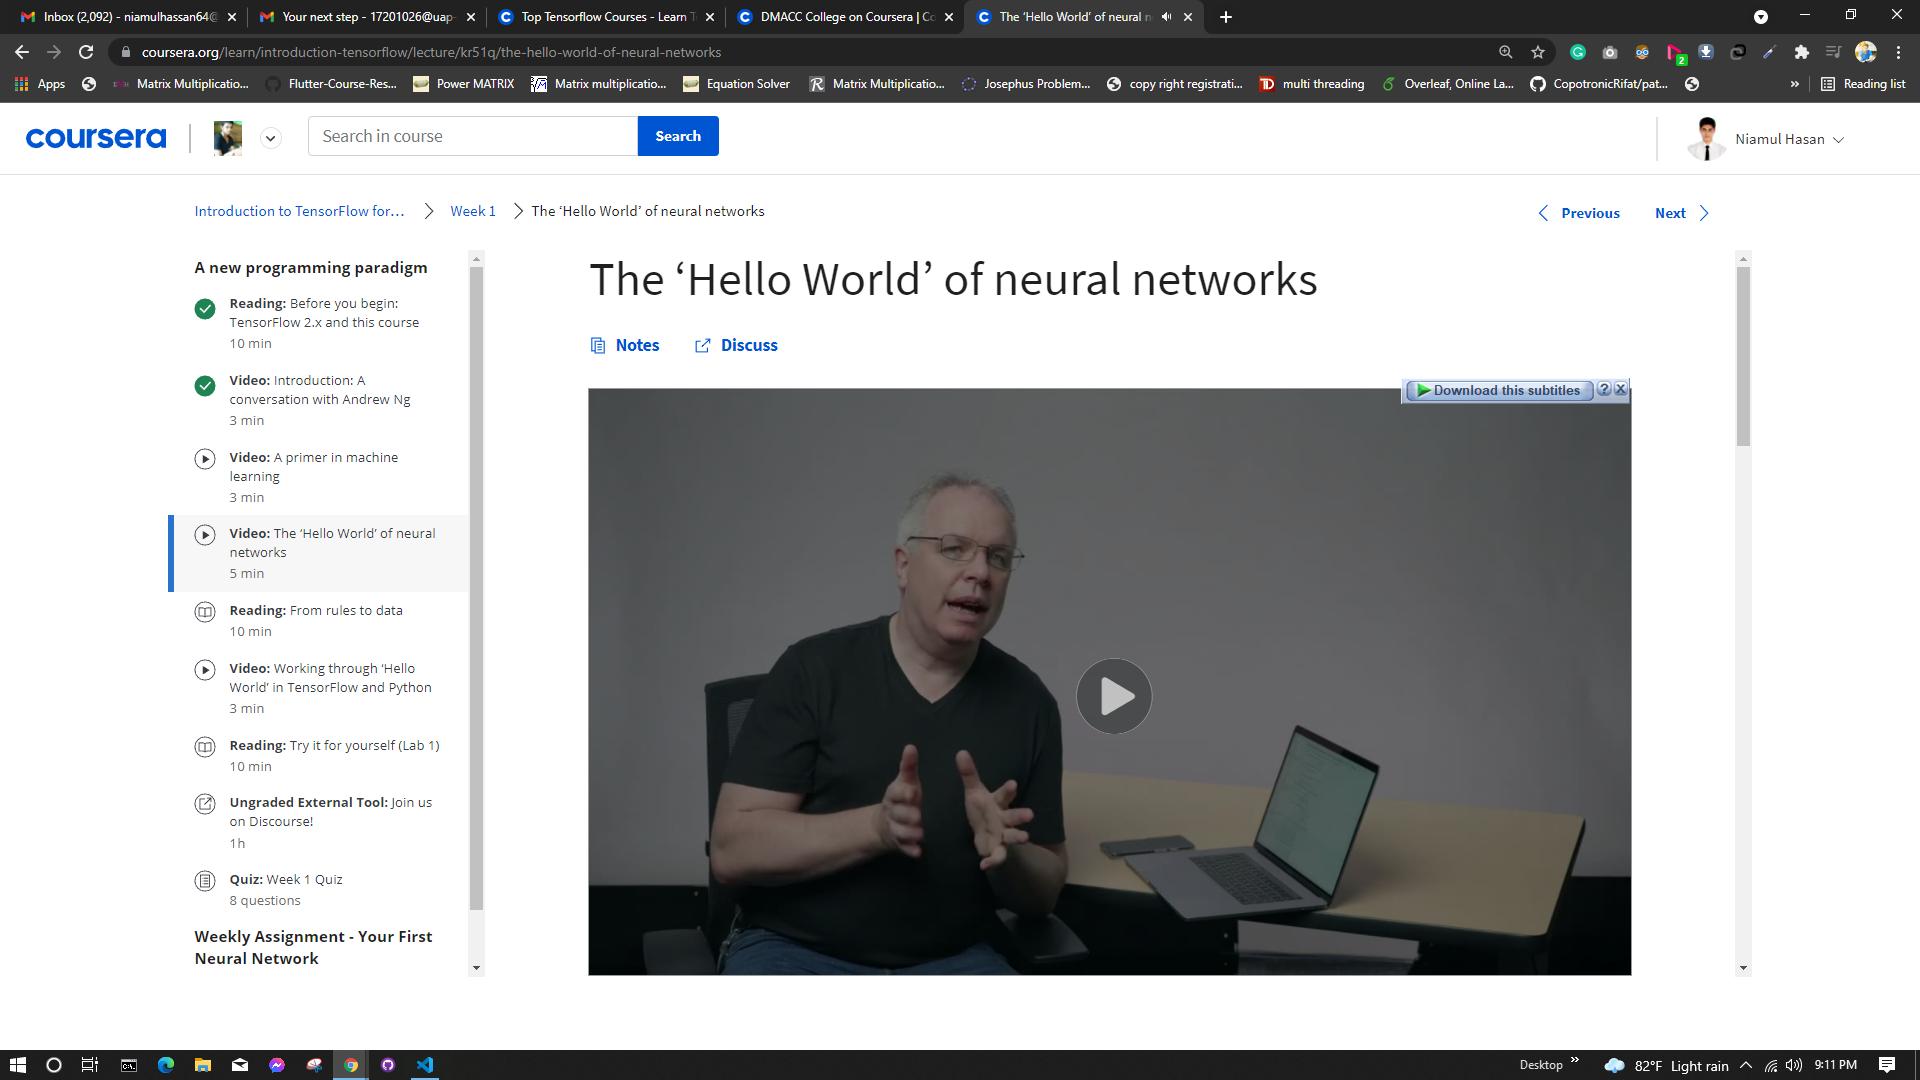 Inbox (2,092) - niamulhassan64@
Your next step - 17201026@uap-
Top Tensorflow Courses - Learn T
DMACC College on Coursera | Co
The ‘Hello World’ of neural n
coursera.org/learn/introduction-tensorflow/lecture/kr51q/the-hello-world-of-neural-networks
2
Apps
Matrix Multiplicatio...
Flutter-Course-Res...
Power MATRIX
Matrix multiplicatio...
Equation Solver
Matrix Multiplicatio...
Josephus Problem...
copy right registrati...
multi threading
Overleaf, Online La...
CopotronicRifat/pat...
»
Reading list
coursera
Search in course
Search
Niamul Hasan
Introduction to TensorFlow for...
Week 1
The ‘Hello World’ of neural networks
Previous
Next
A new programming paradigm
Reading: Before you begin:
TensorFlow 2.x and this course
10 min
Video: Introduction: A
conversation with Andrew Ng
3 min
Video: A primer in machine
learning
3 min
Video: The ‘Hello World’ of neural
networks
5 min
Reading: From rules to data
10 min
Video: Working through ‘Hello
World’ in TensorFlow and Python
3 min
Reading: Try it for yourself (Lab 1)
10 min
Ungraded External Tool: Join us
on Discourse!
1h
Quiz: Week 1 Quiz
8 questions
Weekly Assignment - Your First
Neural Network
The ‘Hello World’ of neural networks
Notes
Discuss
Download this subtitles
?
Desktop
»
82°F Light rain
9:11 PM